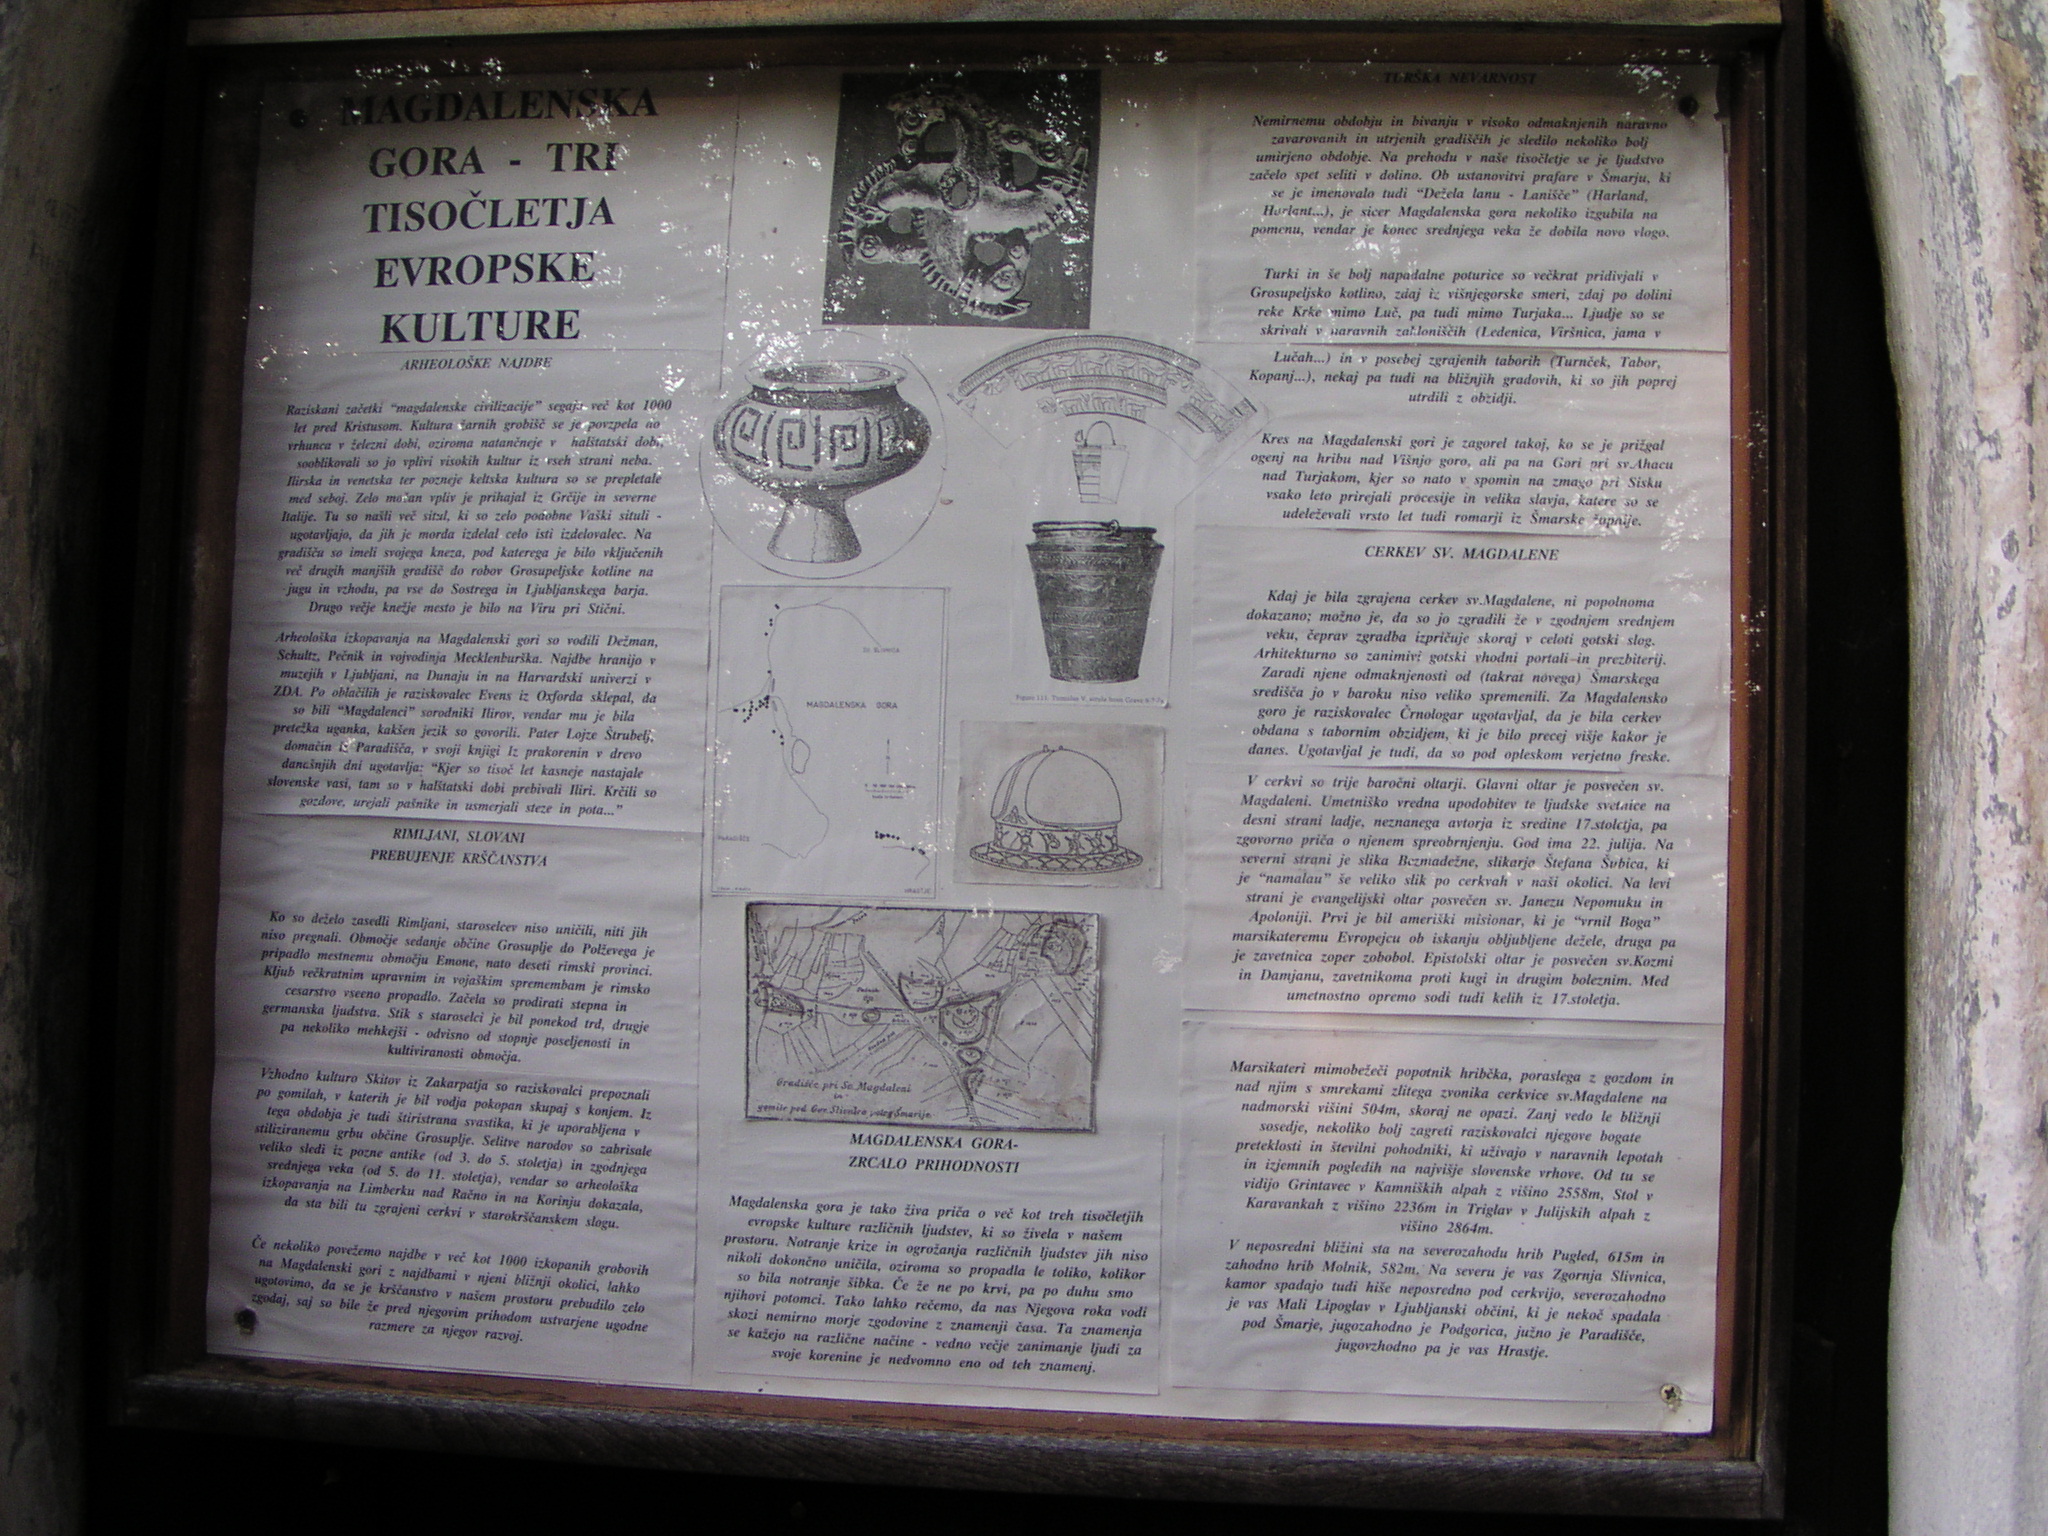 MAGDALENSKA
GORA - TRI
TISOČLETJA
EVROPSKE
KULTURE
ARHEOLOŠKE NAJDBE
Raziskani začetki "magdalenske civilizacije" segajo več kot 1000
let pred Kristusom. Kultura žarnih grobišč se je povzpela do
vrhunca v železni dobi, oziroma natančneje v halštatski dobi,
sooblikovali so jo vplivi visokih kultur iz vseh strani neba.
Ilirska in venetska ter pozneje keltska kultura so se prepletale
med seboj. Zelo močan vpliv je prihajal iz Grčije in severne
Italije. Tu so našli več situl, ki so zelo podobne Vaški situli -
ugotavljajo, da jih je morda izdelal celo isti izdelovalec. Na
gradišču so imeli svojega kneza, pod katerega je bilo vključenih
več drugih manjših gradišč do robov Grosupeljske kotline na
jugu in vzhodu, pa vse do Sostrega in Ljubljanskega barja.
Drugo večje knežje mesto je bilo na Viru pri Stični.
Arheološka izkopavanja na Magdalenski gori so vodili Dežman,
Schultz, Pečnik in vojvodinja Mecklenburška. Najdbe hranijo v
muzejih v Ljubljani, na Dunaju in na Harvardski univerzi v
ZDA. Po oblačilih je raziskovalec Evens iz Oxforda sklepal, da
so bili "Magdalenci" sorodniki Ilirov, vendar mu je bila
pretežka uganka, kakšen jezik so govorili. Pater Lojze Štrubelj,
domačin iz Paradišča, v svoji knjigi Iz prakorenin v drevo
današnjih dni ugotavlja: "Kjer so tisoč let kasneje nastajale
slovenske vasi, tam so v halštatski dobi prebivali Iliri. Krčili so
gozdove, urejali pašnike in usmerjali steze in pota..."
RIMLJANI, SLOVANI
PREBUJENJE KRŠČANSTVA
Ko so deželo zasedli Rimljani, staroselcev niso uničili, niti jih
niso pregnali. Območje sedanje občine Grosuplje do Polževega je
pripadlo mestnemu območju Emone, nato deseti rimski provinci.
Kljub večkratnim upravnim in vojaškim spremembam je rimsko
cesarstvo vseeno propadlo. Začela so prodirati stepna in
germanska ljudstva. Stik s staroselci je bil ponekod trd, drugje
pa nekoliko mehkejši - odvisno od stopnje poseljenosti in
kultiviranosti območja.
Vzhodno kulturo Skitov iz Zakarpatja so raziskovalci prepoznali
po gomilah, v katerih je bil vodja pokopan skupaj s konjem. Iz
tega obdobja je tudi štiristrana svastika, ki je uporabljena v
stiliziranemu grbu občine Grosuplje. Selitve narodov so zabrisale
veliko sledi iz pozne antike (od 3. do 5. stoletja) in zgodnjega
srednjega veka (od 5. do 11. stoletja), vendar so arheološka
izkopavanja na Limberku nad Račno in na Korinju dokazala,
da sta bili tu zgrajeni cerkvi v starokrščanskem slogu.
Če nekoliko povežemo najdbe v več kot 1000 izkopanih grobovih
na Magdalenski gori z najdbami v njeni bližnji okolici, lahko
ugotovimo, da se je krščanstvo v našem prostoru prebudilo zelo
zgodaj, saj so bile že pred njegovim prihodom ustvarjene ugodne
razmere za njegov razvoj.
MAGDALENSKA GORA
PARADIŠČE
HRASTJE
Gradišče pri Sv. Magdaleni
in
gomile pod Gor. Slivnico poleg Šmarije.
MAGDALENSKA GORA-
ZRCALO PRIHODNOSTI
Magdalenska gora je tako živa priča o več kot treh tisočletjih
evropske kulture različnih ljudstev, ki so živela v našem
prostoru. Notranje krize in ogrožanja različnih ljudstev jih niso
nikoli dokončno uničila, oziroma so propadla le toliko, kolikor
so bila notranje šibka. Če že ne po krvi, pa po duhu smo
njihovi potomci. Tako lahko rečemo, da nas Njegova roka vodi
skozi nemirno morje zgodovine z znamenji časa. Ta znamenja
se kažejo na različne načine - vedno večje zanimanje ljudi za
svoje korenine je nedvomno eno od teh znamenj.
TURŠKA NEVARNOST
Nemirnemu obdobju in bivanju v visoko odmaknjenih naravno
zavarovanih in utrjenih gradiščih je sledilo nekoliko bolj
umirjeno obdobje. Na prehodu v naše tisočletje se je ljudstvo
začelo spet seliti v dolino. Ob ustanovitvi prafare v Šmarju, ki
se je imenovalo tudi "Dežela lanu - Lanišče" (Harland,
Harlant...), je sicer Magdalenska gora nekoliko izgubila na
pomenu, vendar je konec srednjega veka že dobila novo vlogo.
Turki in še bolj napadalne poturice so večkrat pridivjali v
Grosupeljsko kotlino, zdaj iz višnjegorske smeri, zdaj po dolini
reke Krke mimo Luč, pa tudi mimo Turjaka... Ljudje so se
skrivali v naravnih zakloniščih (Ledenica, Viršnica, jama v
Lučah...) in v posebej zgrajenih taborih (Turnček, Tabor,
Kopanj...), nekaj pa tudi na bližnjih gradovih, ki so jih poprej
utrdili z obzidji.
Kres na Magdalenski gori je zagorel takoj, ko se je prižgal
ogenj na hribu nad Višnjo goro, ali pa na Gori pri sv.Ahacu
nad Turjakom, kjer so nato v spomin na zmago pri Sisku
vsako leto prirejali procesije in velika slavja, katere so se
udeleževali vrsto let tudi romarji iz Šmarske župnije.
CERKEV SV. MAGDALENE
Kdaj je bila zgrajena cerkev sv.Magdalene, ni popolnoma
dokazano; možno je, da so jo zgradili že v zgodnjem srednjem
veku, čeprav zgradba izpričuje skoraj v celoti gotski slog.
Arhitekturno so zanimivi gotski vhodni portali in prezbiterij.
Zaradi njene odmaknjenosti od (takrat novega) Šmarskega
središča jo v baroku niso veliko spremenili. Za Magdalensko
goro je raziskovalec Črnologar ugotavljal, da je bila cerkev
obdana s tabornim obzidjem, ki je bilo precej višje kakor je
danes. Ugotavljal je tudi, da so pod opleskom verjetno freske.
V cerkvi so trije baročni oltarji. Glavni oltar je posvečen sv.
Magdaleni. Umetniško vredna upodobitev te ljudske svetnice na
desni strani ladje, neznanega avtorja iz sredine 17.stoletja, pa
zgovorno priča o njenem spreobrnjenju. God ima 22. julija. Na
severni strani je slika Brezmadežne, slikarja Štefana Šubica, ki
je "namalau" še veliko slik po cerkvah v naši okolici. Na levi
strani je evangelijski oltar posvečen sv. Janezu Nepomuku in
Apoloniji. Prvi je bil ameriški misionar, ki je "vrnil Boga"
marsikateremu Evropejcu ob iskanju obljubljene dežele, druga pa
je zavetnica zoper zobobol. Epistolski oltar je posvečen sv.Kozmi
in Damjanu, zavetnikoma proti kugi in drugim boleznim. Med
umetnostno opremo sodi tudi kelih iz 17.stoletja.
Marsikateri mimobežeči popotnik hribčka, poraslega z gozdom in
nad njim s smrekami zlitega zvonika cerkvice sv.Magdalene na
nadmorski višini 504m, skoraj ne opazi. Zanj vedo le bližnji
sosedje, nekoliko bolj zagreti raziskovalci njegove bogate
preteklosti in številni pohodniki, ki uživajo v naravnih lepotah
in izjemnih pogledih na najvišje slovenske vrhove. Od tu se
vidijo Grintavec v Kamniških alpah z višino 2558m, Stol v
Karavankah z višino 2236m in Triglav v Julijskih alpah z
višino 2864m.
V neposredni bližini sta na severozahodu hrib Pugled, 615m in
zahodno hrib Molnik, 582m. Na severu je vas Zgornja Slivnica,
kamor spadajo tudi hiše neposredno pod cerkvijo, severozahodno
je vas Mali Lipoglav v Ljubljanski občini, ki je nekoč spadala
pod Šmarje, jugozahodno je Podgorica, južno je Paradišče,
jugovzhodno pa je vas Hrastje.